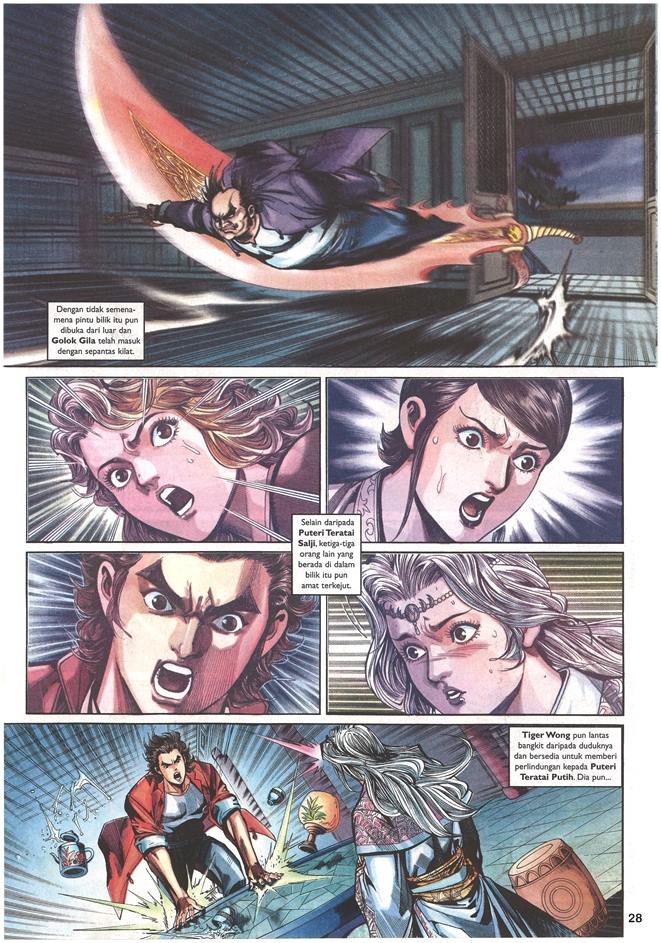 Dengan tidak semena-
mena pintu bilik itu pun
dibuka dari luar dan
Golok Gila telah masuk
dengan sepantas kilat.
Selain daripada
Puteri Teratai
Salji, ketiga-tiga
orang lain yang
berada di dalam
bilik itu pun
amat terkejut.
Tiger Wong pun lantas
bangkit daripada duduknya
dan bersedia untuk memberi
perlindungan kepada Puteri
Teratai Putih. Dia pun...
28